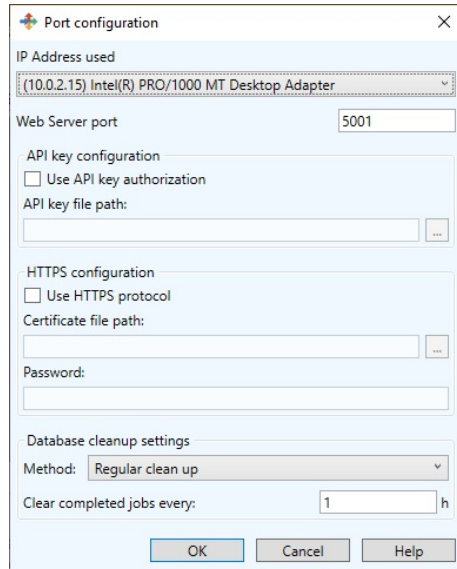 Port configuration
IP Address used
(10.0.2.15) Intel(R) PRO/1000 MT Desktop Adapter
Web Server port 5001
API key configuration
Use API key authorization
API key file path:
...
HTTPS configuration
Use HTTPS protocol
Certificate file path:
...
Password:
Database cleanup settings
Method: Regular clean up
Clear completed jobs every: 1 h
OK Cancel Help